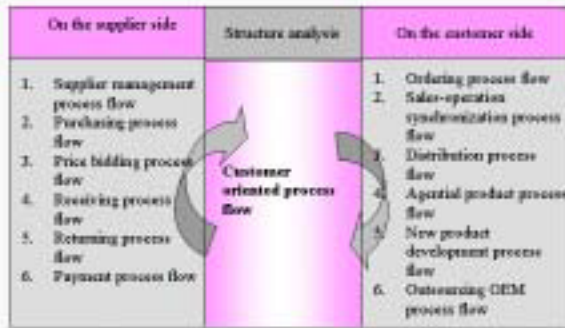 On the supplier side
Structure analysis
On the customer side
1. Supplier management
process flow
2. Purchasing process
flow
3. Price bidding process
flow
4. Receiving process
flow
5. Returning process
flow
6. Payment process flow
Customer
oriented process
flow
1. Ordering process flow
2. Sales-operation
synchronization process
flow
3. Distribution process
flow
4. Agential product process
flow
5. New product
development process
flow
6. Outsourcing OEM
process flow